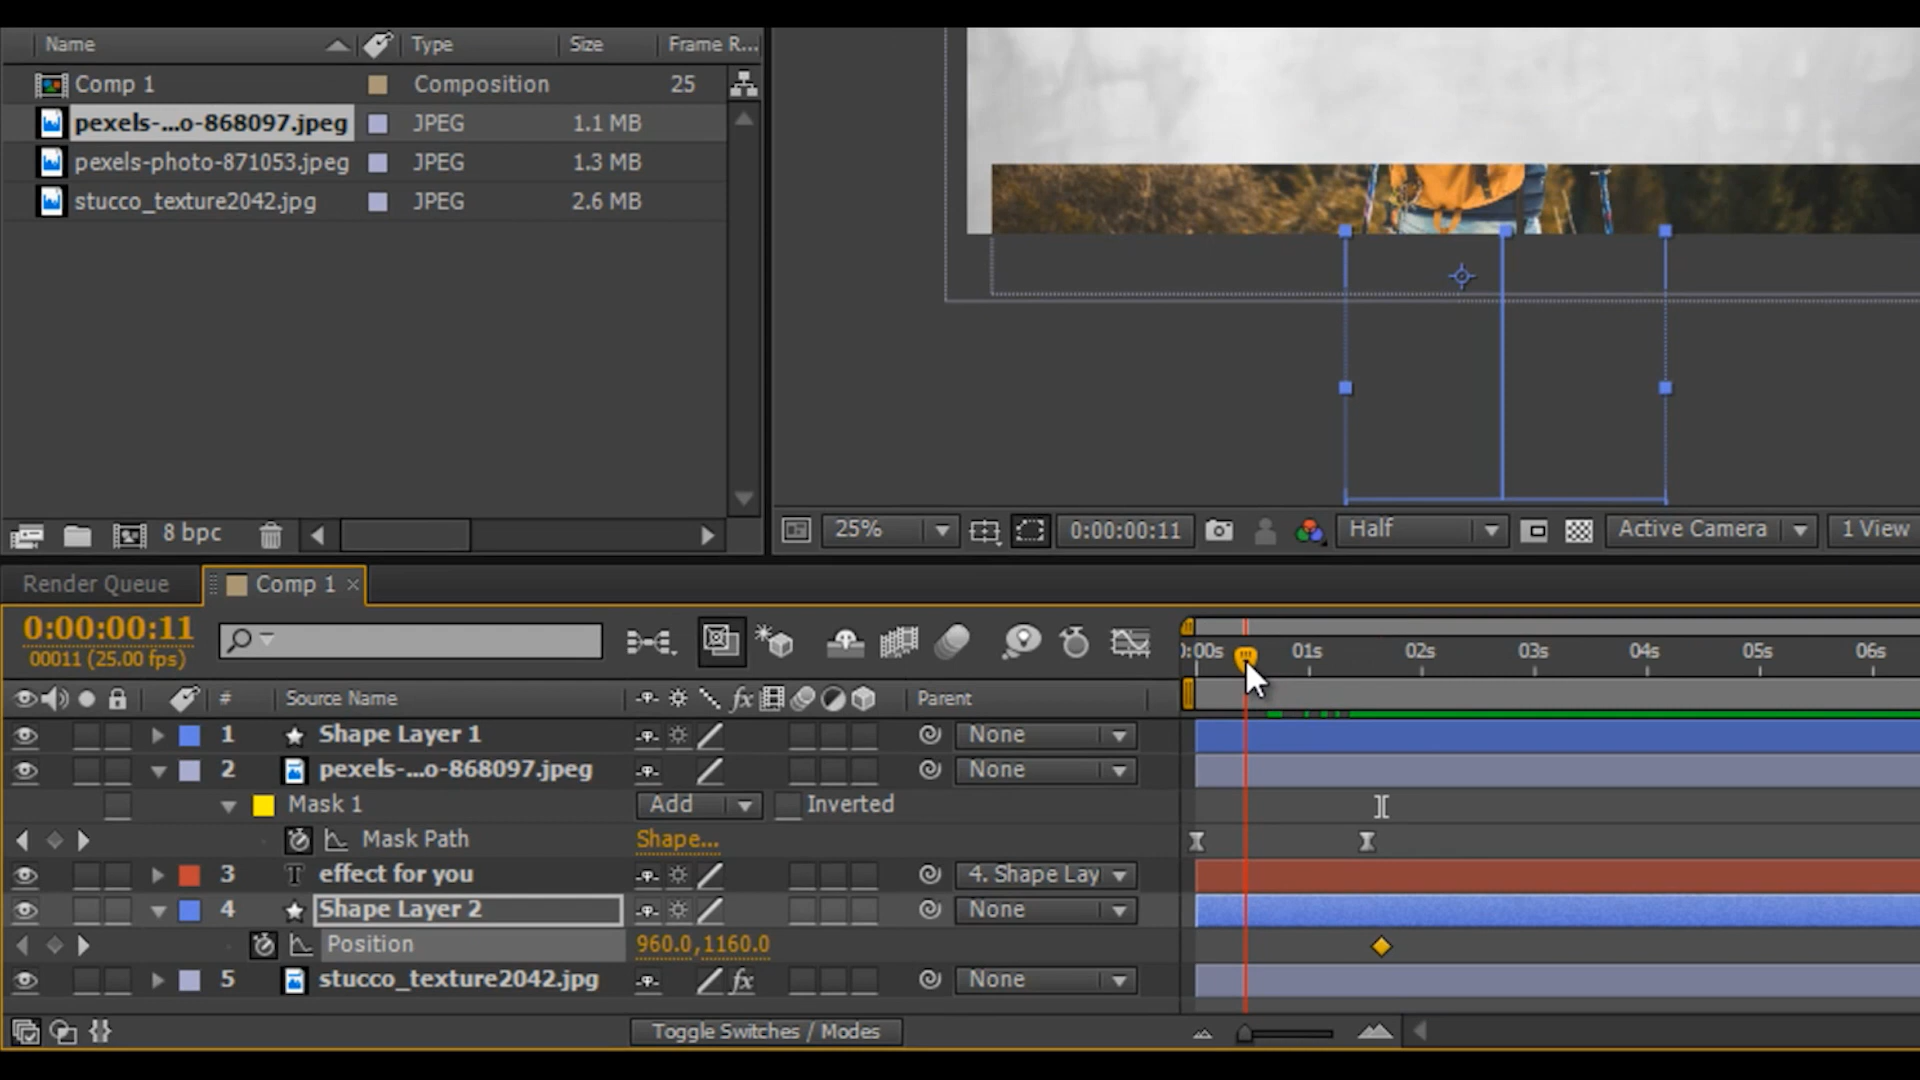 Name Type Size Frame R...
Comp 1 Composition 25
pexels-...o-868097.jpeg JPEG 1.1 MB
pexels-photo-871053.jpeg JPEG 1.3 MB
stucco_texture2042.jpg JPEG 2.6 MB
8 bpc
25% 0:00:00:11 Half Active Camera 1 View
Render Queue Comp 1 ×
0:00:00:11
00011 (25.00 fps)
):00s 01s 02s 03s 04s 05s 06s
# Source Name fx Parent
1 Shape Layer 1 None
2 pexels-...o-868097.jpeg None
Mask 1 Add Inverted
Mask Path Shape...
3 T effect for you 4. Shape Lay
4 Shape Layer 2 None
Position 960.0,1160.0
5 stucco_texture2042.jpg fx None
Toggle Switches / Modes